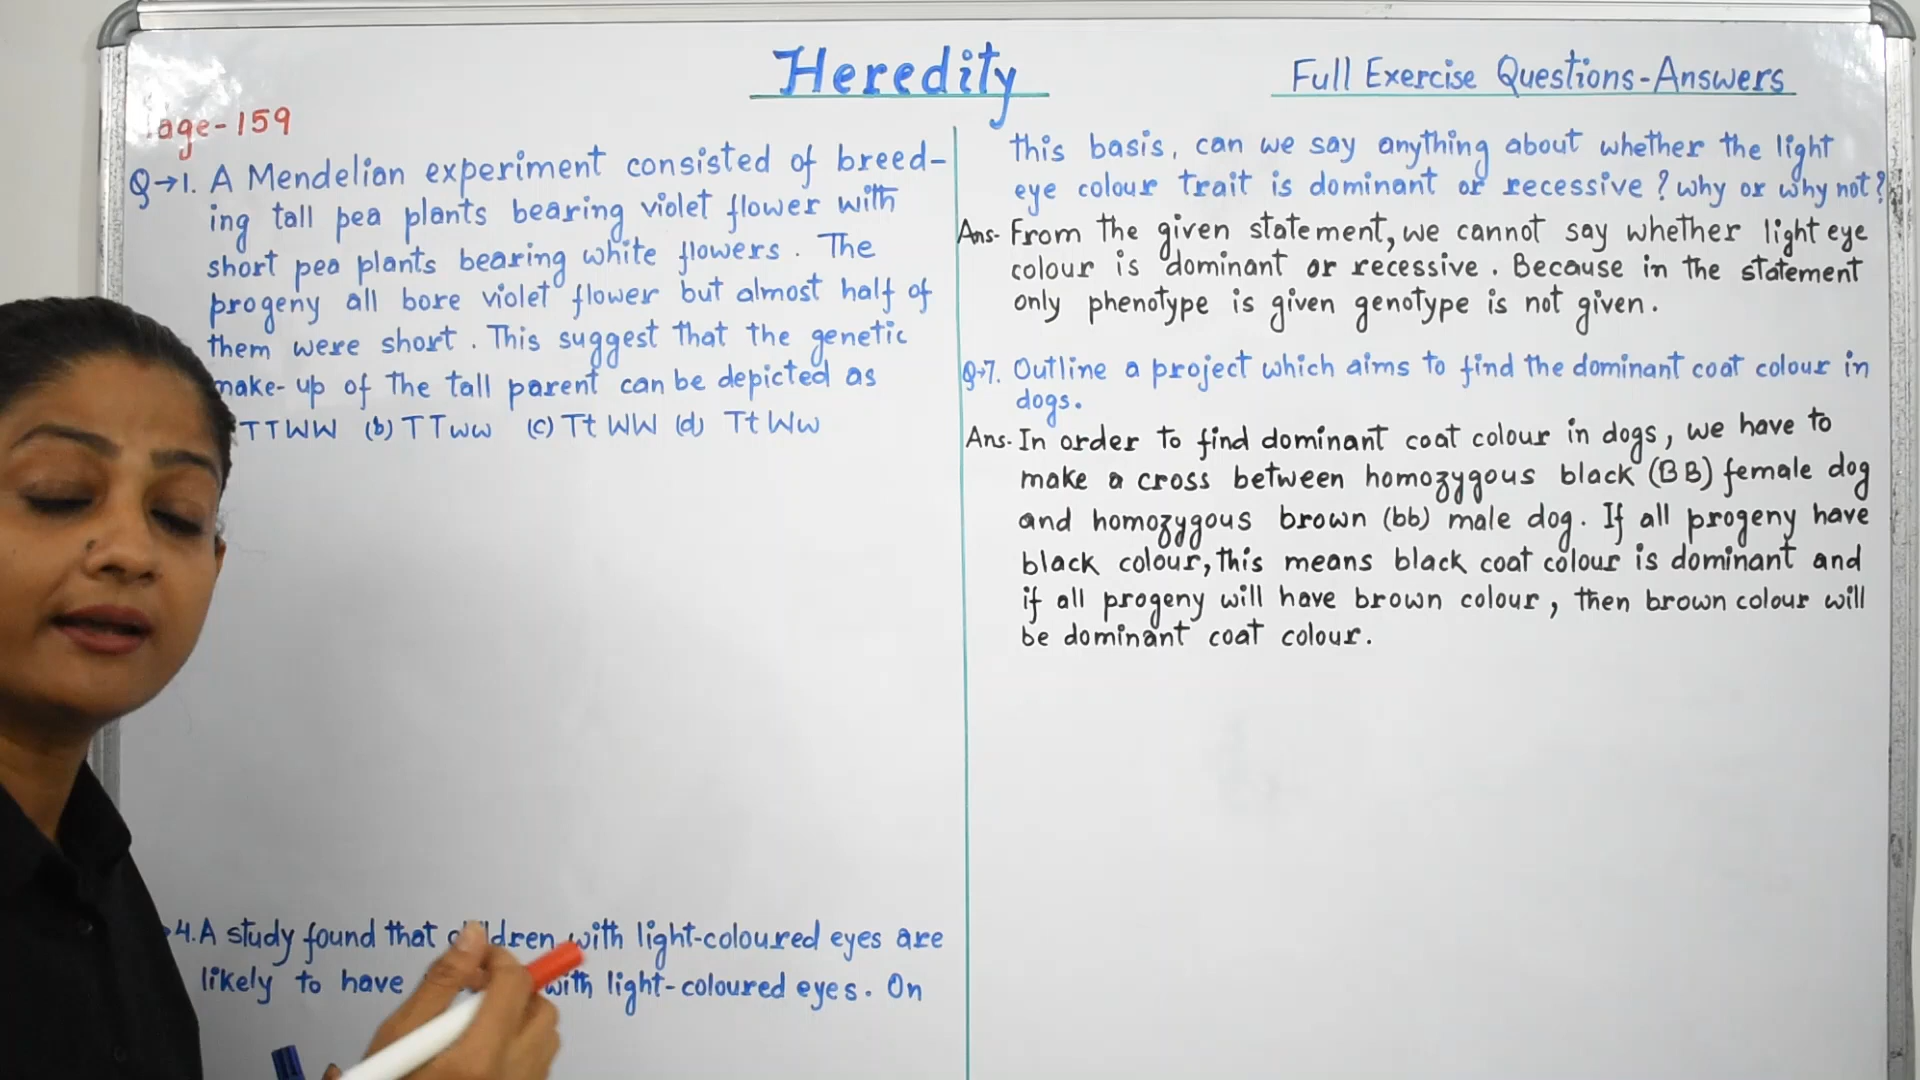 Heredity
Full Exercise Questions-Answers
age-159
Q→1. A Mendelian experiment consisted of breed-
ing tall pea plants bearing violet flower with
short pea plants bearing white flowers. The
progeny all bore violet flower but almost half of
them were short. This suggest that the genetic
make-up of the tall parent can be depicted as
TTWW (b) TTww (c) TtWW (d) TtWw
4. A study found that children with light-coloured eyes are
likely to have with light-coloured eyes. On
this basis, can we say anything about whether the light
eye colour trait is dominant or recessive? why or why not?
Ans- From the given statement, we cannot say whether light eye
colour is dominant or recessive. Because in the statement
only phenotype is given genotype is not given.
Q→7. Outline a project which aims to find the dominant coat colour in
dogs.
Ans- In order to find dominant coat colour in dogs, we have to
make a cross between homozygous black (BB) female dog
and homozygous brown (bb) male dog. If all progeny have
black colour, this means black coat colour is dominant and
if all progeny will have brown colour, then brown colour will
be dominant coat colour.